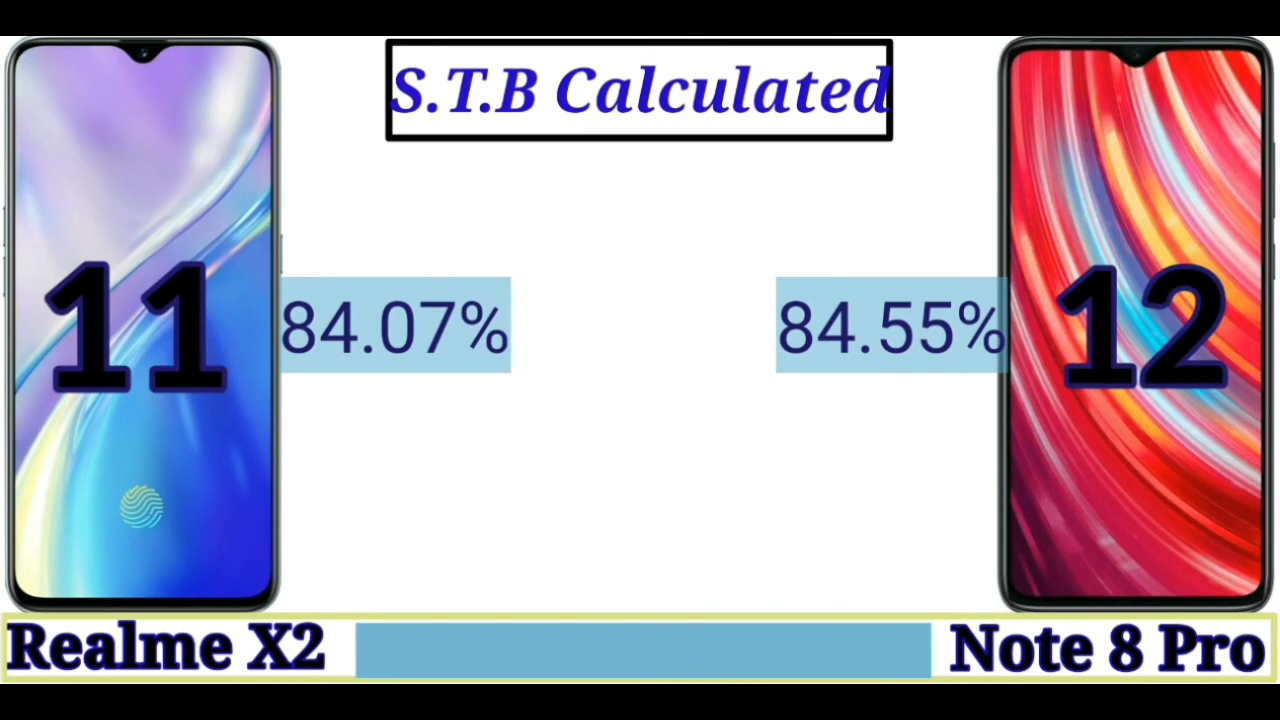 S.T.B Calculated
11
84.07%
84.55%
12
Realme X2
Note 8 Pro